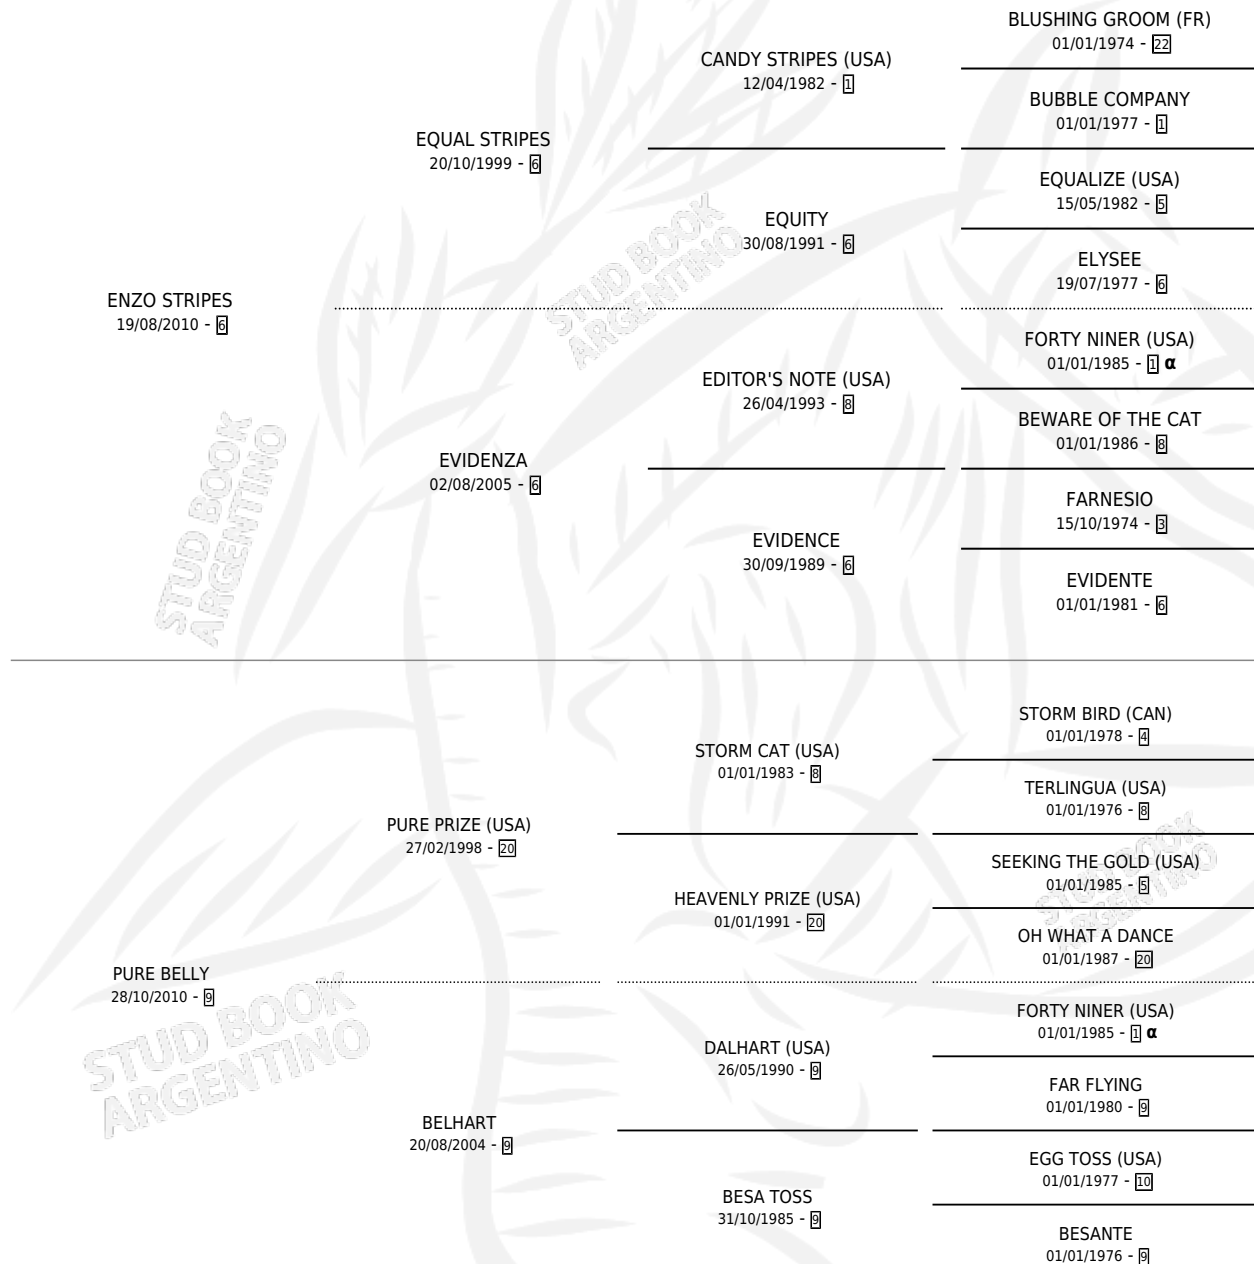 BLUSHING GROOM (FR)
01/01/1974 - 22
CANDY STRIPES (USA)
12/04/1982 - 1
BUBBLE COMPANY
01/01/1977 - 1
EQUAL STRIPES
20/10/1999 - 6
EQUALIZE (USA)
15/05/1982 - 5
EQUITY
30/08/1991 - 6
ELYSEE
19/07/1977 - 6
ENZO STRIPES
19/08/2010 - 6
FORTY NINER (USA)
01/01/1985 - 1 α
EDITOR'S NOTE (USA)
26/04/1993 - 8
BEWARE OF THE CAT
01/01/1986 - 8
EVIDENZA
02/08/2005 - 6
FARNESIO
15/10/1974 - 3
EVIDENCE
30/09/1989 - 6
EVIDENTE
01/01/1981 - 6
STORM BIRD (CAN)
01/01/1978 - 4
STORM CAT (USA)
01/01/1983 - 8
TERLINGUA (USA)
01/01/1976 - 8
PURE PRIZE (USA)
27/02/1998 - 20
SEEKING THE GOLD (USA)
01/01/1985 - 5
HEAVENLY PRIZE (USA)
01/01/1991 - 20
OH WHAT A DANCE
01/01/1987 - 20
PURE BELLY
28/10/2010 - 9
FORTY NINER (USA)
01/01/1985 - 1 α
DALHART (USA)
26/05/1990 - 9
FAR FLYING
01/01/1980 - 9
BELHART
20/08/2004 - 9
EGG TOSS (USA)
01/01/1977 - 10
BESA TOSS
31/10/1985 - 9
BESANTE
01/01/1976 - 9
STUD BOOK
ARGENTINO
STUD BOOK
ARGENTINO
STUD BOOK
ARGENTINO
STUD BOOK
ARGENTINO